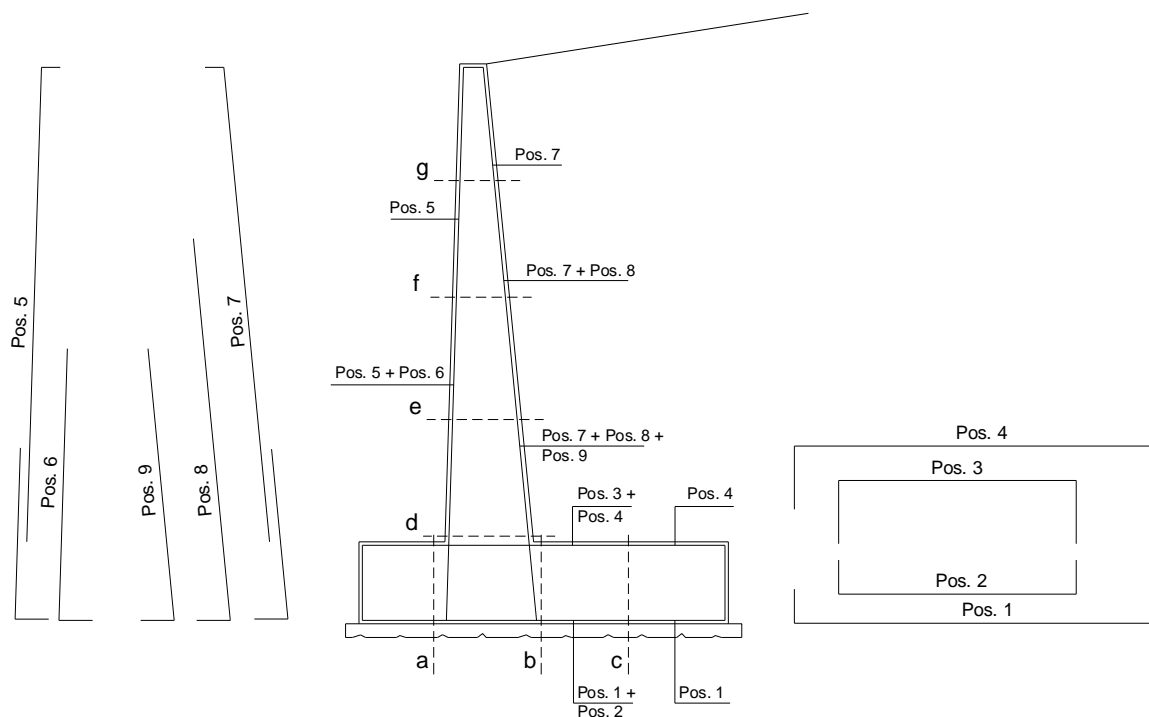 Pos. 7
g
Pos. 5
Pos. 7 + Pos. 8
f
Pos. 5
Pos. 7
Pos. 5 + Pos. 6
e
Pos. 7 + Pos. 8 +
Pos. 9
Pos. 4
Pos. 6
Pos. 9
Pos. 8
Pos. 3
Pos. 3 +
Pos. 4
Pos. 4
d
Pos. 2
Pos. 1
a
b
c
Pos. 1 +
Pos. 2
Pos. 1